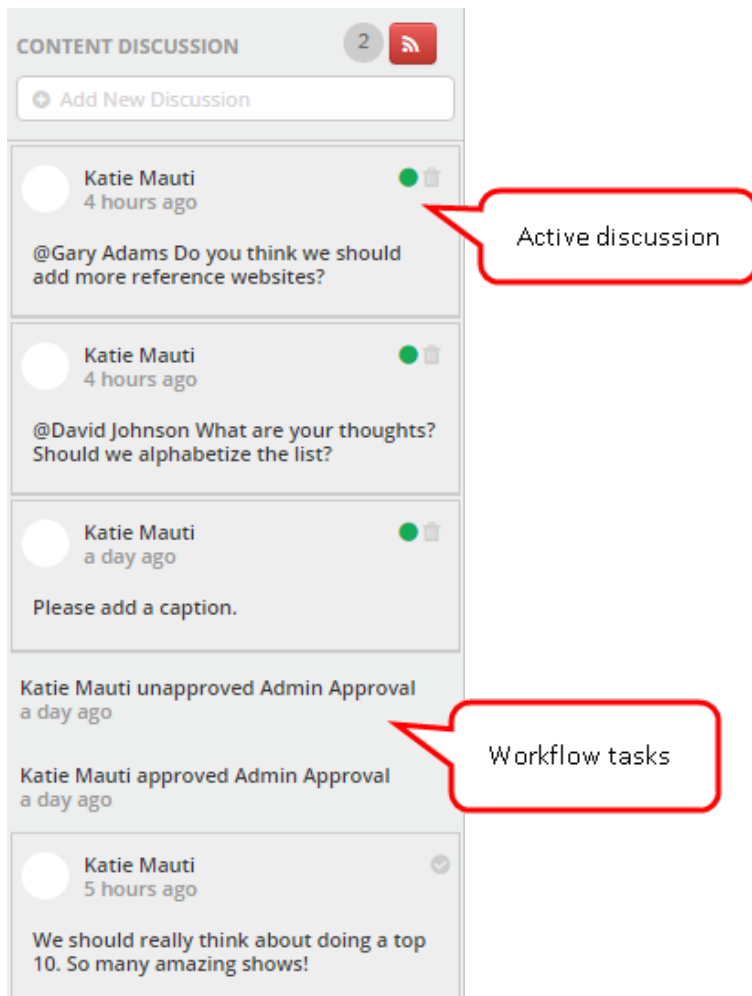 CONTENT DISCUSSION
2
Add New Discussion
Katie Mauti
4 hours ago
@Gary Adams Do you think we should
add more reference websites?
Active discussion
Katie Mauti
4 hours ago
@David Johnson What are your thoughts?
Should we alphabetize the list?
Katie Mauti
a day ago
Please add a caption.
Katie Mauti unapproved Admin Approval
a day ago
Workflow tasks
Katie Mauti approved Admin Approval
a day ago
Katie Mauti
5 hours ago
We should really think about doing a top
10. So many amazing shows!